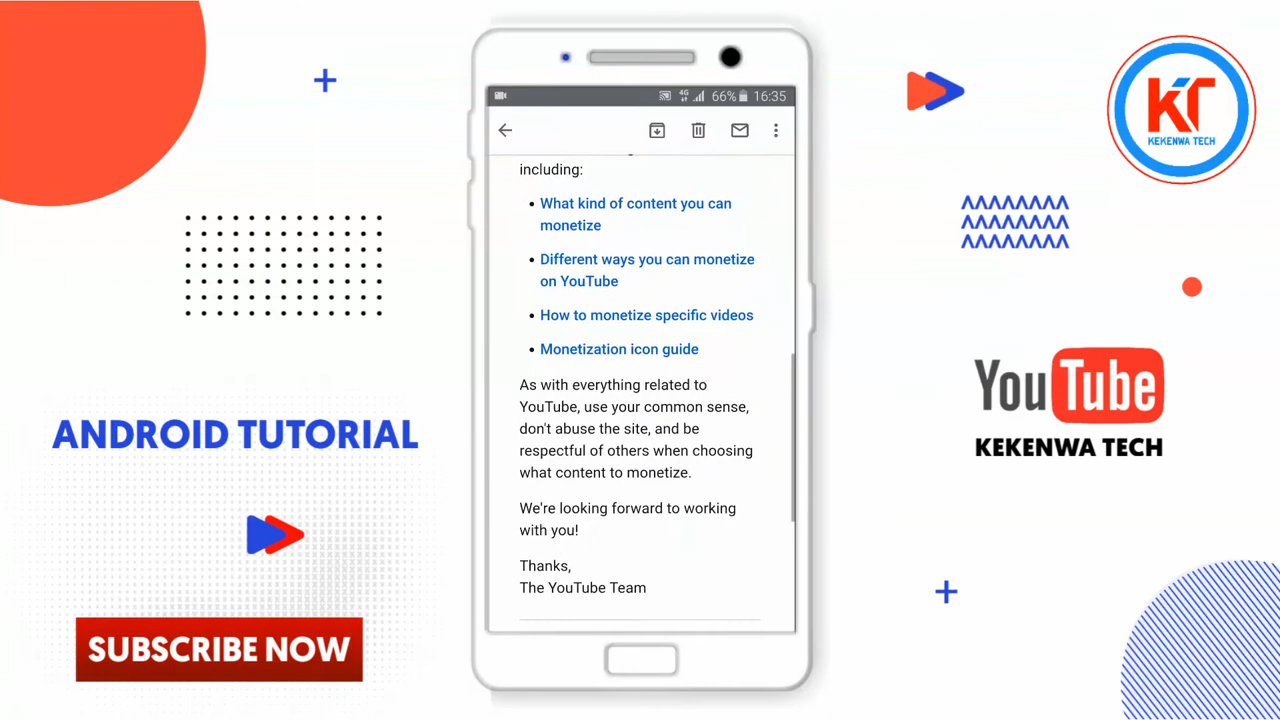 4G
66%
16:35
including:
• What kind of content you can
monetize
• Different ways you can monetize
on YouTube
• How to monetize specific videos
• Monetization icon guide
As with everything related to
YouTube, use your common sense,
don't abuse the site, and be
respectful of others when choosing
what content to monetize.
We're looking forward to working
with you!
Thanks,
The YouTube Team
ANDROID TUTORIAL
SUBSCRIBE NOW
KT
KEKENWA TECH
YouTube
KEKENWA TECH